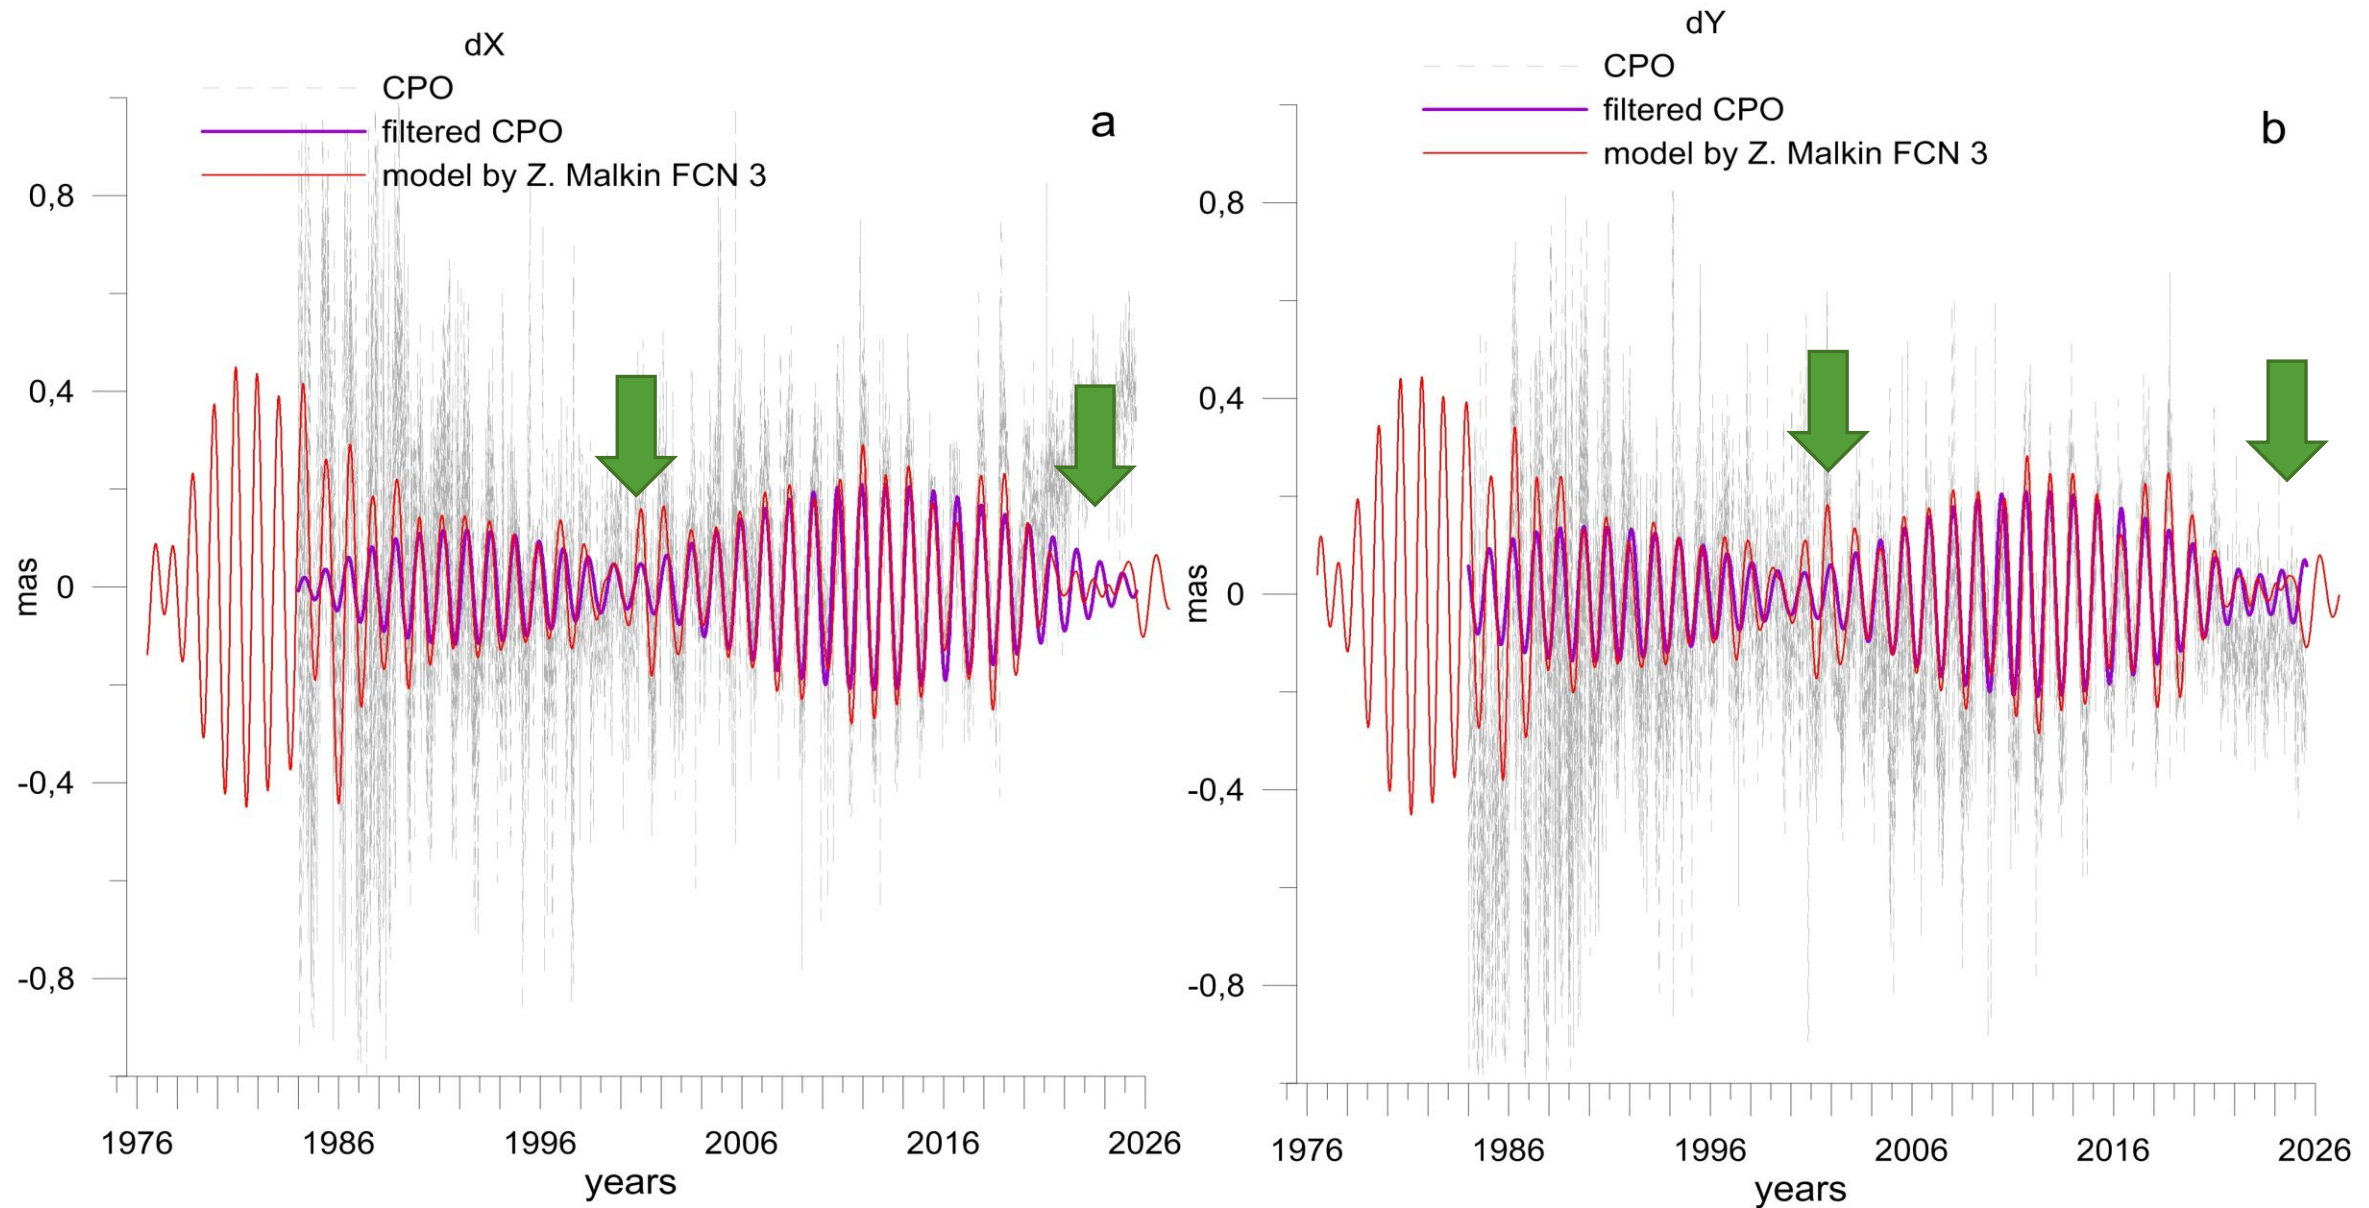 dX
CPO
filtered CPO
model by Z. Malkin FCN 3
a
0,8
0,4
0
-0,4
-0,8
mas
1976 1986 1996 2006 2016 2026
years
dY
CPO
filtered CPO
model by Z. Malkin FCN 3
b
0,8
0,4
0
-0,4
-0,8
mas
1976 1986 1996 2006 2016 2026
years